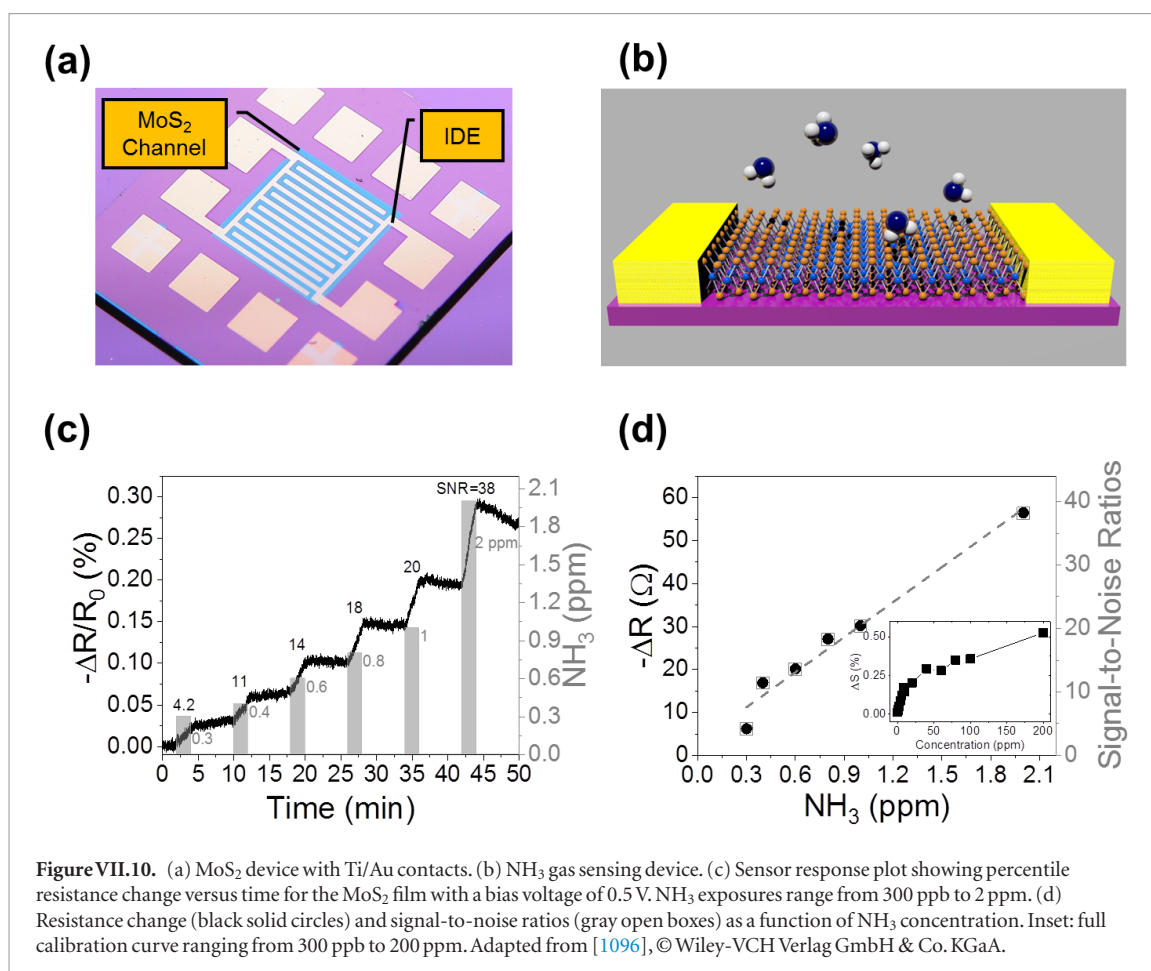 (a)
MoS₂
Channel
IDE
(b)
(c)
-ΔR/R₀ (%)
0.30
0.25
0.20
0.15
0.10
0.05
0.00
SNR=38
20
18
14
11
4.2
0.3
0.4
0.6
0.8
1
2 ppm
2.1
1.8
1.5
1.2
0.9
0.6
0.3
0.0
NH₃ (ppm)
0 5 10 15 20 25 30 35 40 45 50
Time (min)
(d)
-ΔR (Ω)
60
50
40
30
20
10
0
40
30
20
10
0
Signal-to-Noise Ratios
ΔS (%)
0.50
0.25
0.00
0 50 100 150 200
Concentration (ppm)
0.0 0.3 0.6 0.9 1.2 1.5 1.8 2.1
NH₃ (ppm)
Figure VII.10. (a) MoS₂ device with Ti/Au contacts. (b) NH₃ gas sensing device. (c) Sensor response plot showing percentile
resistance change versus time for the MoS₂ film with a bias voltage of 0.5 V. NH₃ exposures range from 300 ppb to 2 ppm. (d)
Resistance change (black solid circles) and signal-to-noise ratios (gray open boxes) as a function of NH₃ concentration. Inset: full
calibration curve ranging from 300 ppb to 200 ppm. Adapted from [1096], © Wiley-VCH Verlag GmbH & Co. KGaA.